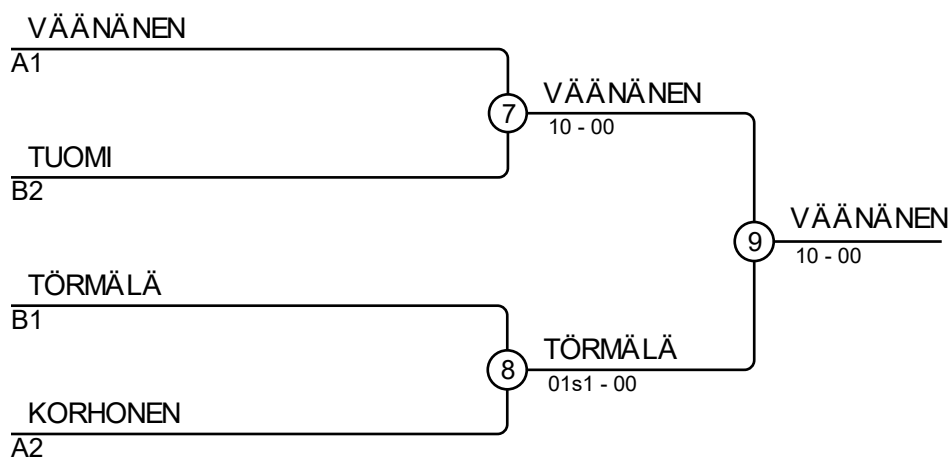 VÄÄNÄNEN
A1
7
VÄÄNÄNEN
10 - 00
TUOMI
B2
9
VÄÄNÄNEN
10 - 00
TÖRMÄLÄ
B1
8
TÖRMÄLÄ
01s1 - 00
KORHONEN
A2